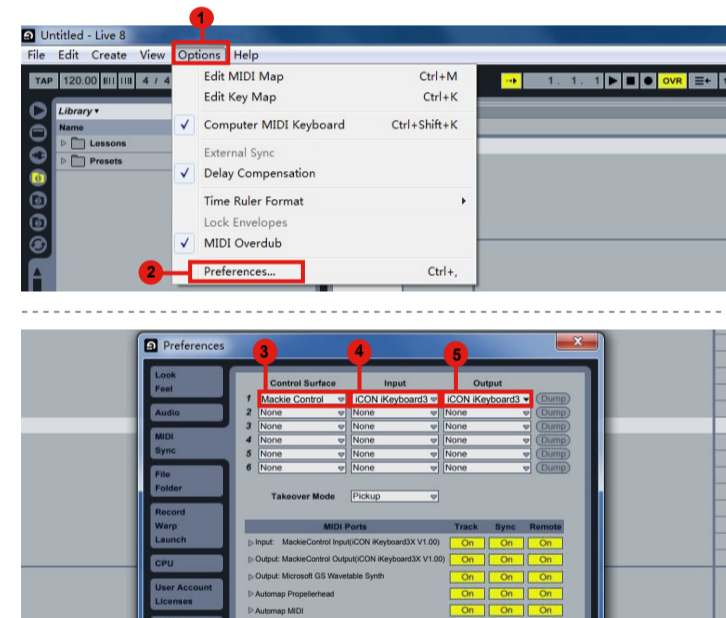 1
Untitled - Live 8
File Edit Create View Options Help
TAP 120.00 4 / 4
1. 1. 1 OVR
Edit MIDI Map Ctrl+M
Edit Key Map Ctrl+K
Computer MIDI Keyboard Ctrl+Shift+K
External Sync
Delay Compensation
Time Ruler Format
Lock Envelopes
MIDI Overdub
2 Preferences... Ctrl+,
Library
Name
Lessons
Presets
Preferences
3 4 5
Look
Feel
Audio
MIDI
Sync
File
Folder
Record
Warp
Launch
CPU
User Account
Licenses
Control Surface Input Output
1 Mackie Control iCON iKeyboard3 iCON iKeyboard3 Dump
2 None None None Dump
3 None None None Dump
4 None None None Dump
5 None None None Dump
6 None None None Dump
Takeover Mode Pickup
MIDI Ports Track Sync Remote
Input: MackieControl Input(iCON iKeyboard3X V1.00) On On On
Output: MackieControl Output(iCON iKeyboard3X V1.00) On On On
Output: Microsoft GS Wavetable Synth On On On
Automap Propellerhead On On On
Automap MIDI On On On